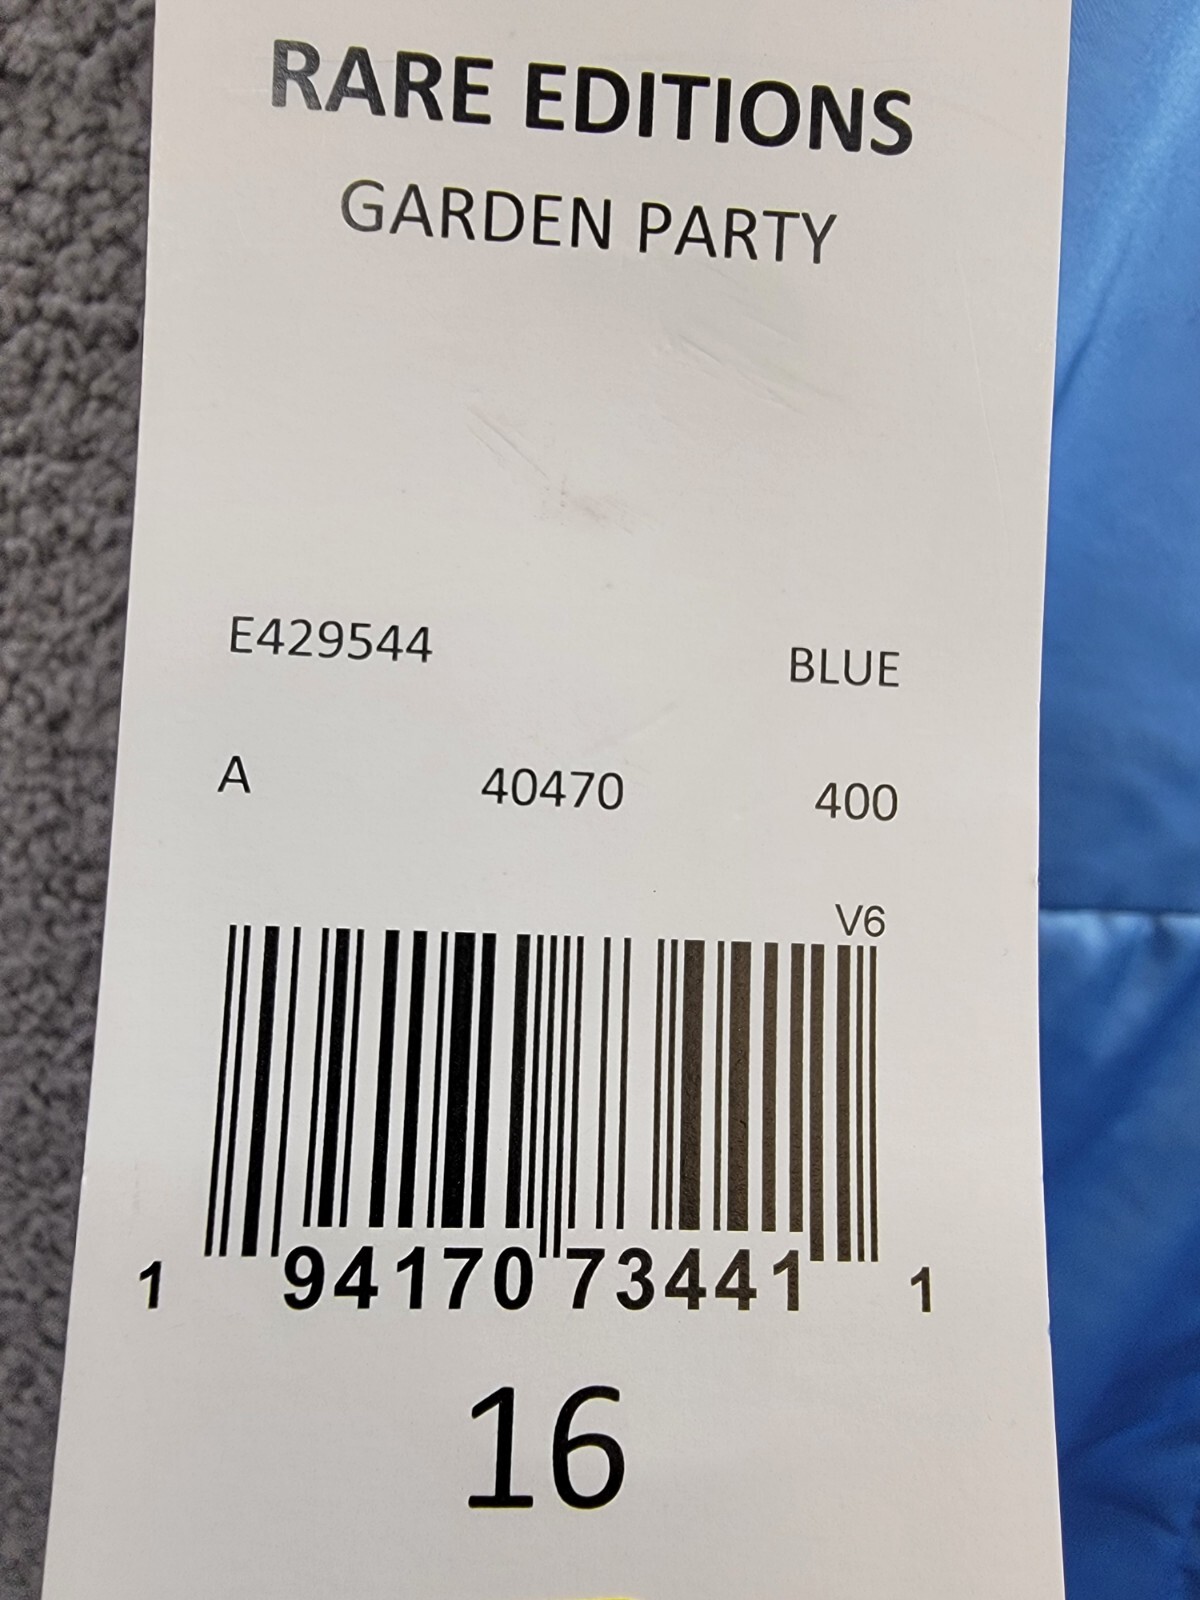 RARE EDITIONS
GARDEN PARTY
E429544 BLUE
A 40470 400
V6
1 94170 73441 1
16